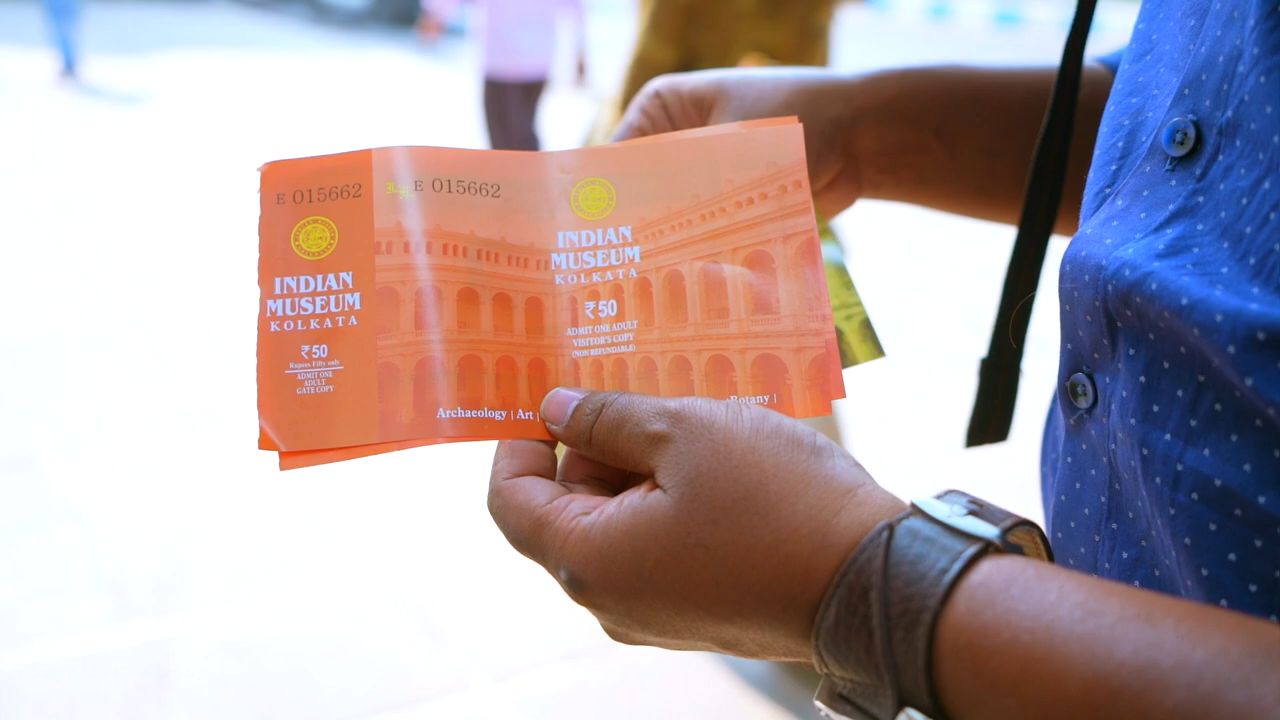 E 015662
INDIAN
MUSEUM
KOLKATA
₹50
Rupees Fifty only
ADMIT ONE
ADULT
GATE COPY
E 015662
INDIAN
MUSEUM
KOLKATA
₹50
ADMIT ONE ADULT
VISITOR'S COPY
(NON REFUNDABLE)
Archaeology | Art |
Botany |